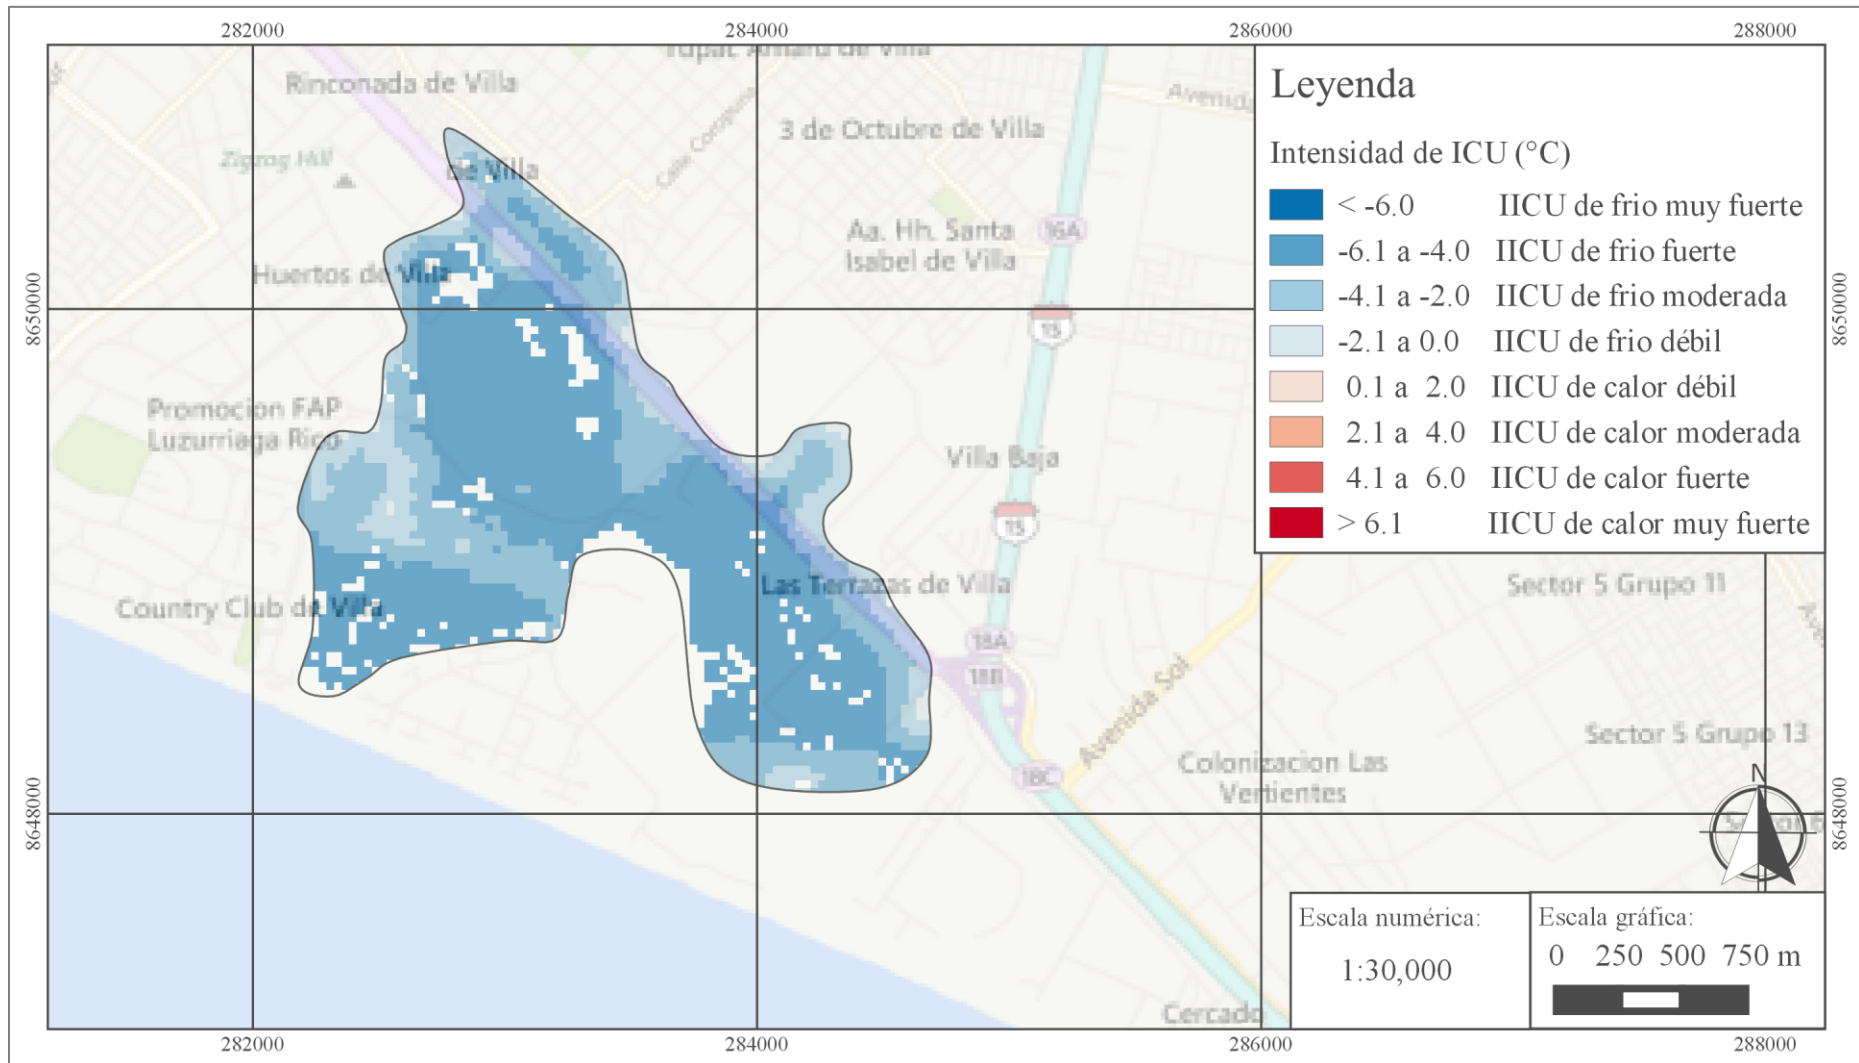 282000 284000 286000 288000
Tupac Amaru de Villa
Rinconada de Villa
Avenida
3 de Octubre de Villa
Calle Coropuna
Zigzag Hill
de Villa
Aa. Hh. Santa
Isabel de Villa
16A
Huertos de Villa
8650000
8650000
15
Promocion FAP
Luzurriaga Rico
Villa Baja
15
Las Terrazas de Villa
Country Club de Villa
18A
18B
18C
Avenida Sol
Sector 5 Grupo 11
Sector 5 Grupo 13
Colonizacion Las
Vertientes
8648000
8648000
Cercado
Leyenda
Intensidad de ICU (°C)
< -6.0 IICU de frio muy fuerte
-6.1 a -4.0 IICU de frio fuerte
-4.1 a -2.0 IICU de frio moderada
-2.1 a 0.0 IICU de frio débil
0.1 a 2.0 IICU de calor débil
2.1 a 4.0 IICU de calor moderada
4.1 a 6.0 IICU de calor fuerte
> 6.1 IICU de calor muy fuerte
N
Escala numérica:
1:30,000
Escala gráfica:
0 250 500 750 m
282000 284000 286000 288000